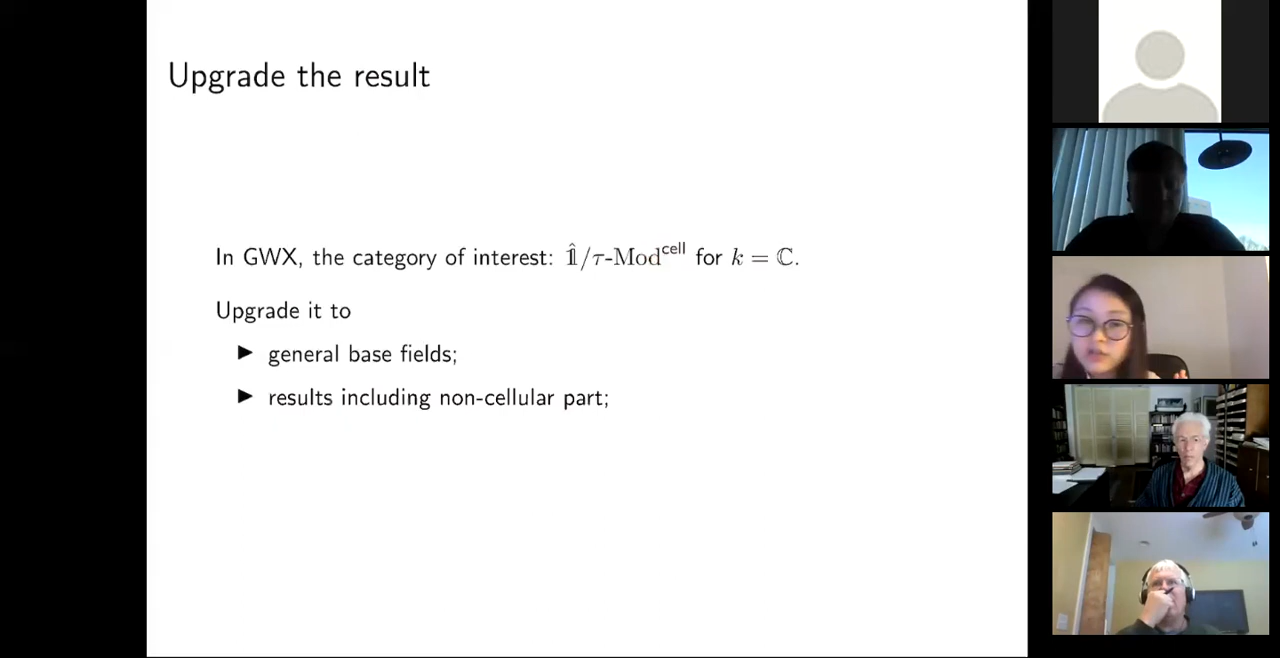 Upgrade the result
In GWX, the category of interest: 𝟙̂/τ-Mod^cell for k = ℂ.
Upgrade it to
▶ general base fields;
▶ results including non-cellular part;